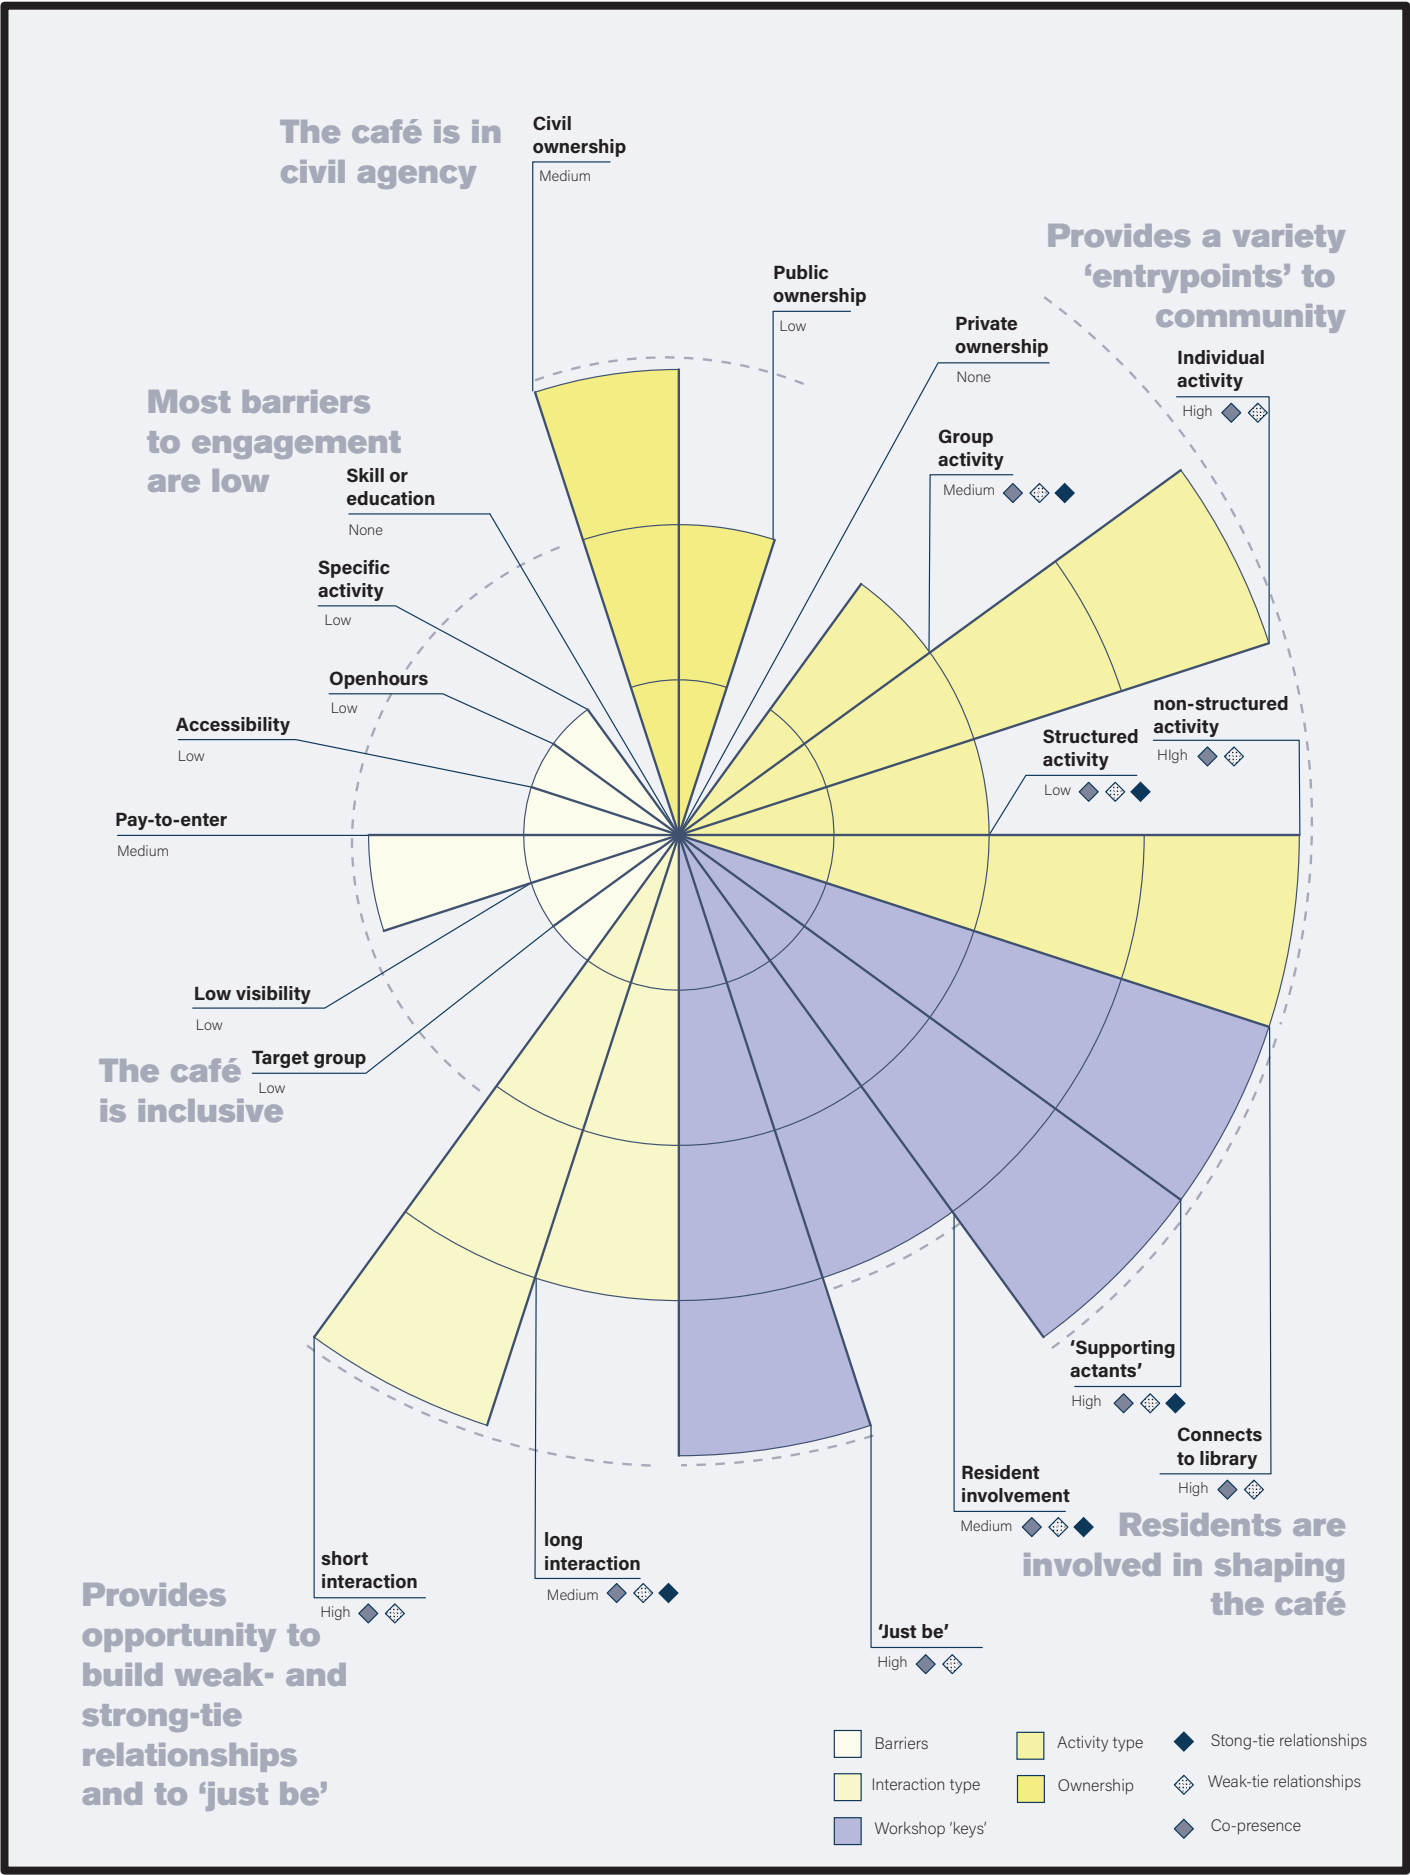 The café is in
civil agency
Civil
ownership
Medium
Provides a variety
‘entrypoints’ to
community
Public
ownership
Low
Private
ownership
None
Individual
activity
High
Most barriers
to engagement
are low
Group
activity
Medium
Skill or
education
None
Specific
activity
Low
Openhours
Low
Accessibility
Low
non-structured
activity
HIgh
Structured
activity
Low
Pay-to-enter
Medium
Low visibility
Low
Target group
Low
The café
is inclusive
‘Supporting
actants’
High
Connects
to library
High
Resident
involvement
Medium
Residents are
involved in shaping
the café
long
interaction
Medium
short
interaction
High
Provides
opportunity to
build weak- and
strong-tie
relationships
and to ‘just be’
‘Just be’
High
Barriers
Interaction type
Workshop ‘keys’
Activity type
Ownership
Stong-tie relationships
Weak-tie relationships
Co-presence